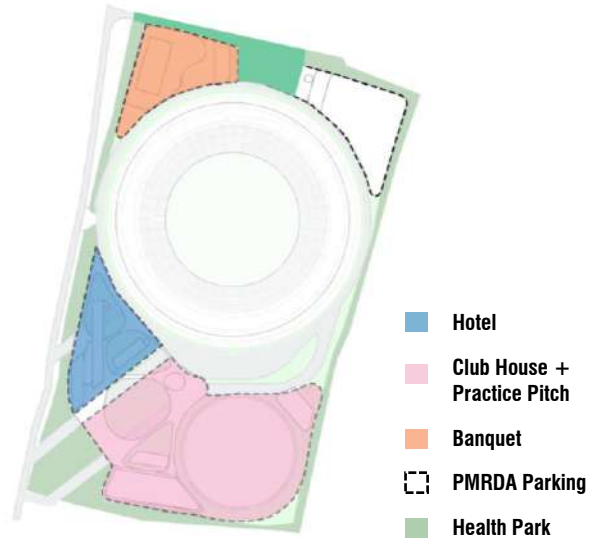 Hotel
Club House +
Practice Pitch
Banquet
PMRDA Parking
Health Park